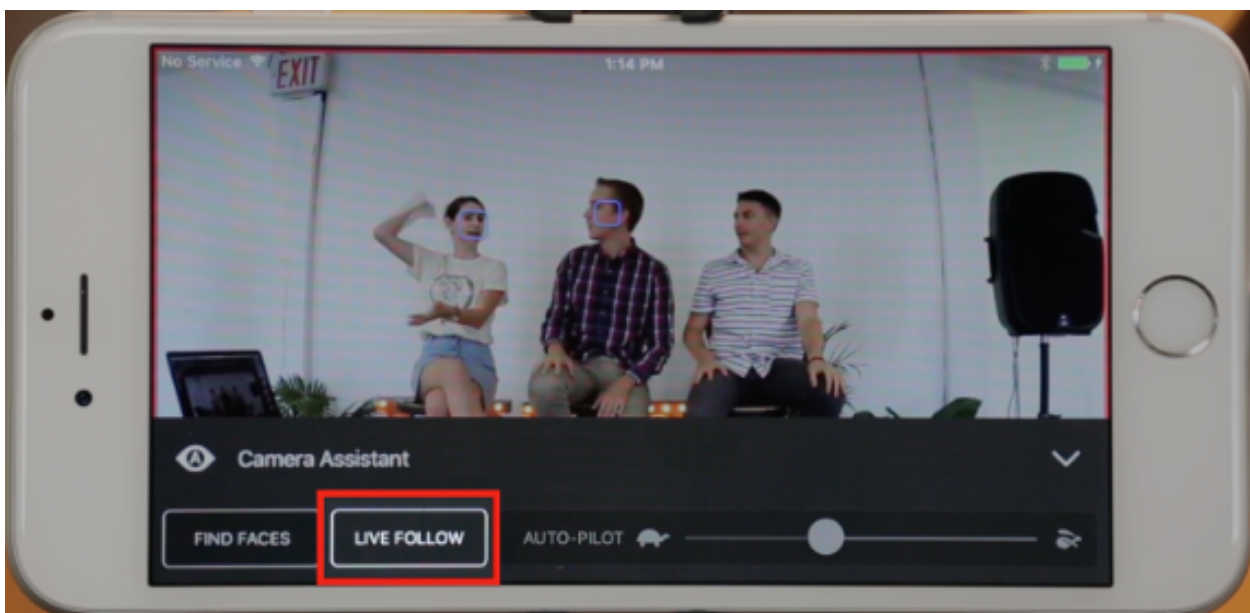 No Service
1:14 PM
EXIT
Camera Assistant
FIND FACES
LIVE FOLLOW
AUTO-PILOT